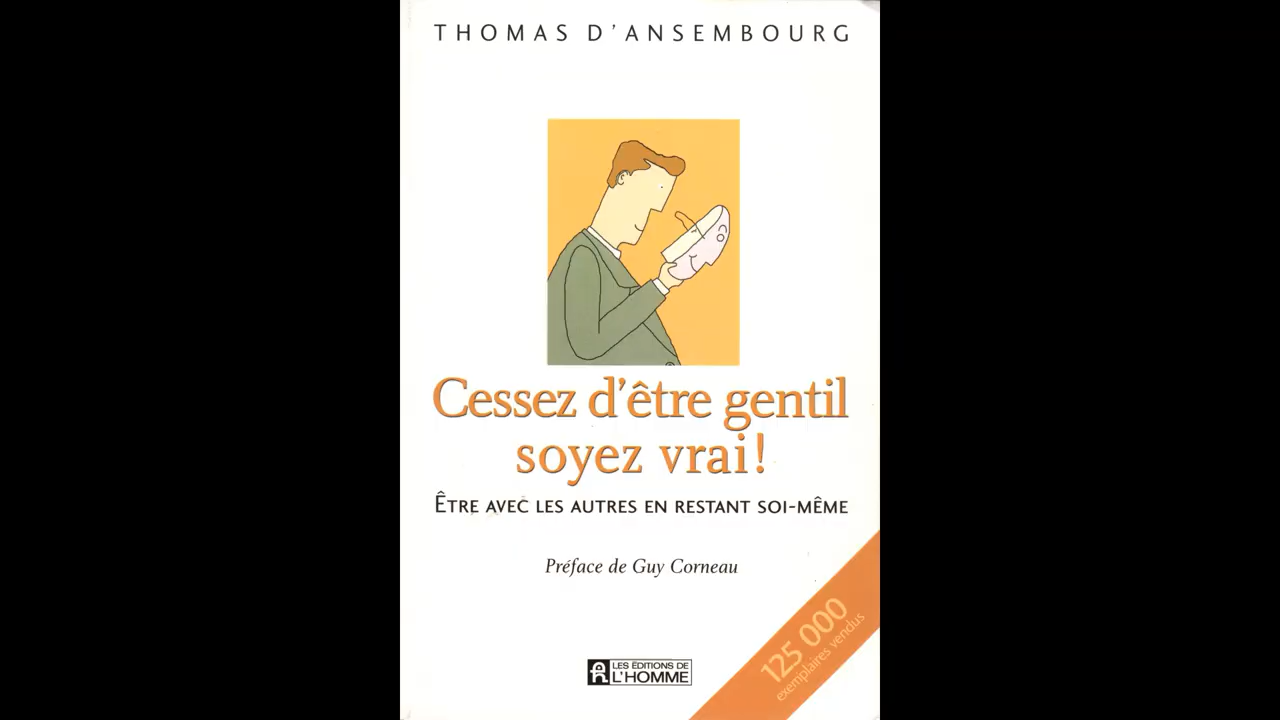 THOMAS D'ANSEMBOURG
Cessez d'être gentil
soyez vrai!
ÊTRE AVEC LES AUTRES EN RESTANT SOI-MÊME
Préface de Guy Corneau
125 000
exemplaires vendus
LES ÉDITIONS DE
L'HOMME